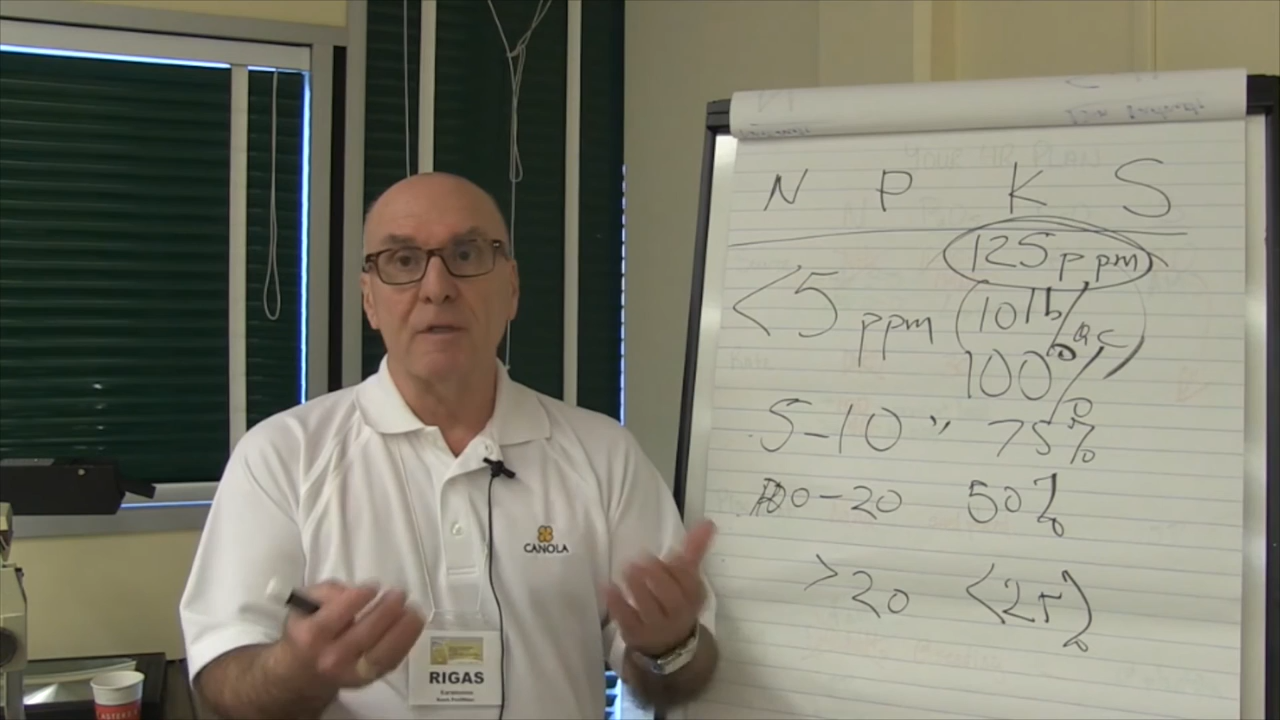 N P K S
125 ppm
<5 ppm
10 lb/ac
100%
5-10 " 75%
10-20 50%
>20 <25%
CANOLA
RIGAS